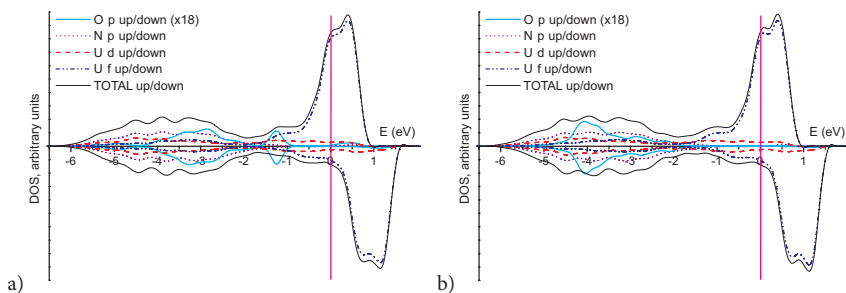 O p up/down (x18)
N p up/down
U d up/down
U f up/down
TOTAL up/down
DOS, arbitrary units
E (eV)
-6 -5 -4 -3 -2 -1 0 1
a)
O p up/down (x18)
N p up/down
U d up/down
U f up/down
TOTAL up/down
DOS, arbitrary units
E (eV)
-6 -5 -4 -3 -2 -1 0 1
b)